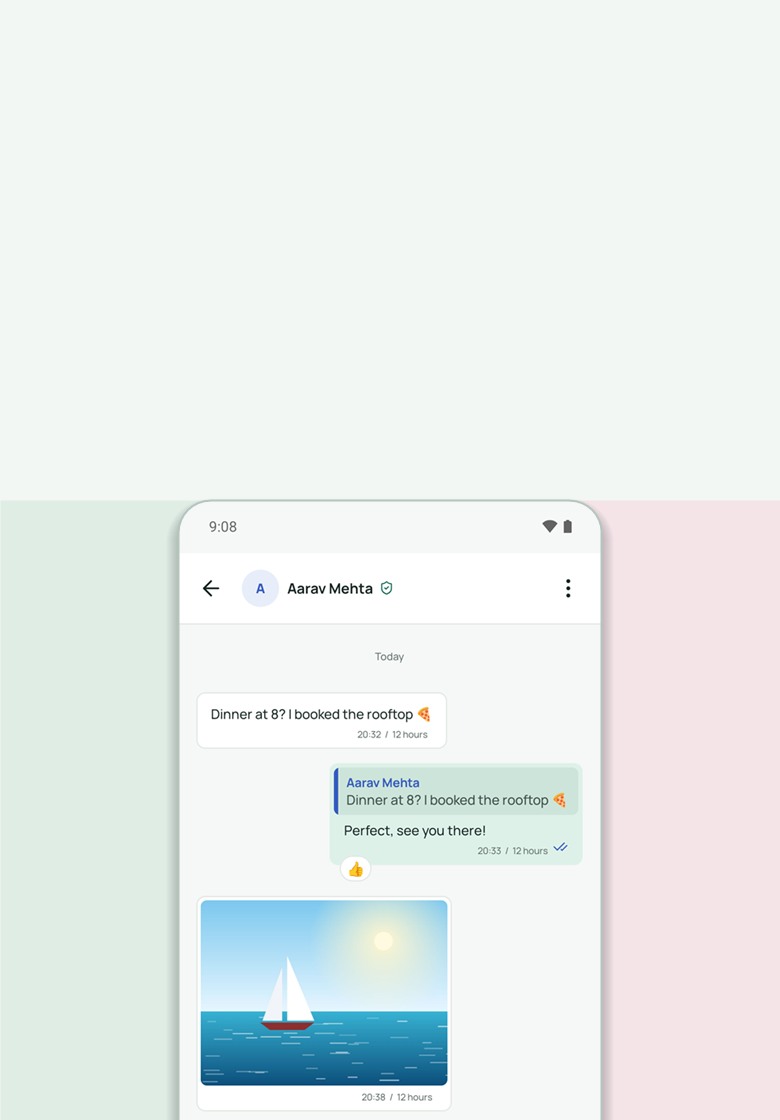 9:08
A Aarav Mehta
Today
Dinner at 8? I booked the rooftop 🍕
20:32 / 12 hours
Aarav Mehta
Dinner at 8? I booked the rooftop 🍕
Perfect, see you there!
20:33 / 12 hours
👍
20:38 / 12 hours